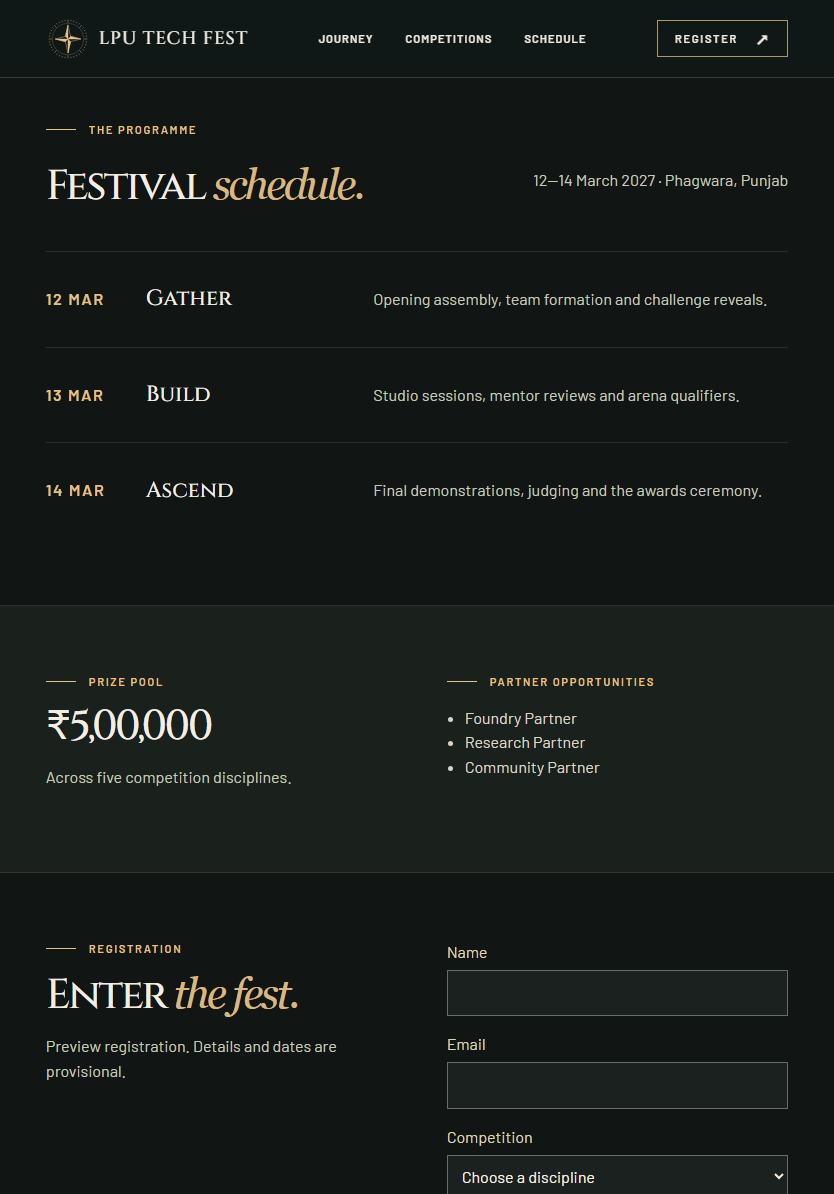 LPU TECH FEST
JOURNEY
COMPETITIONS
SCHEDULE
REGISTER ↗
THE PROGRAMME
Festival schedule.
12—14 March 2027 · Phagwara, Punjab
12 MAR
Gather
Opening assembly, team formation and challenge reveals.
13 MAR
Build
Studio sessions, mentor reviews and arena qualifiers.
14 MAR
Ascend
Final demonstrations, judging and the awards ceremony.
PRIZE POOL
₹5,00,000
Across five competition disciplines.
PARTNER OPPORTUNITIES
• Foundry Partner
• Research Partner
• Community Partner
REGISTRATION
Enter the fest.
Preview registration. Details and dates are
provisional.
Name
Email
Competition
Choose a discipline